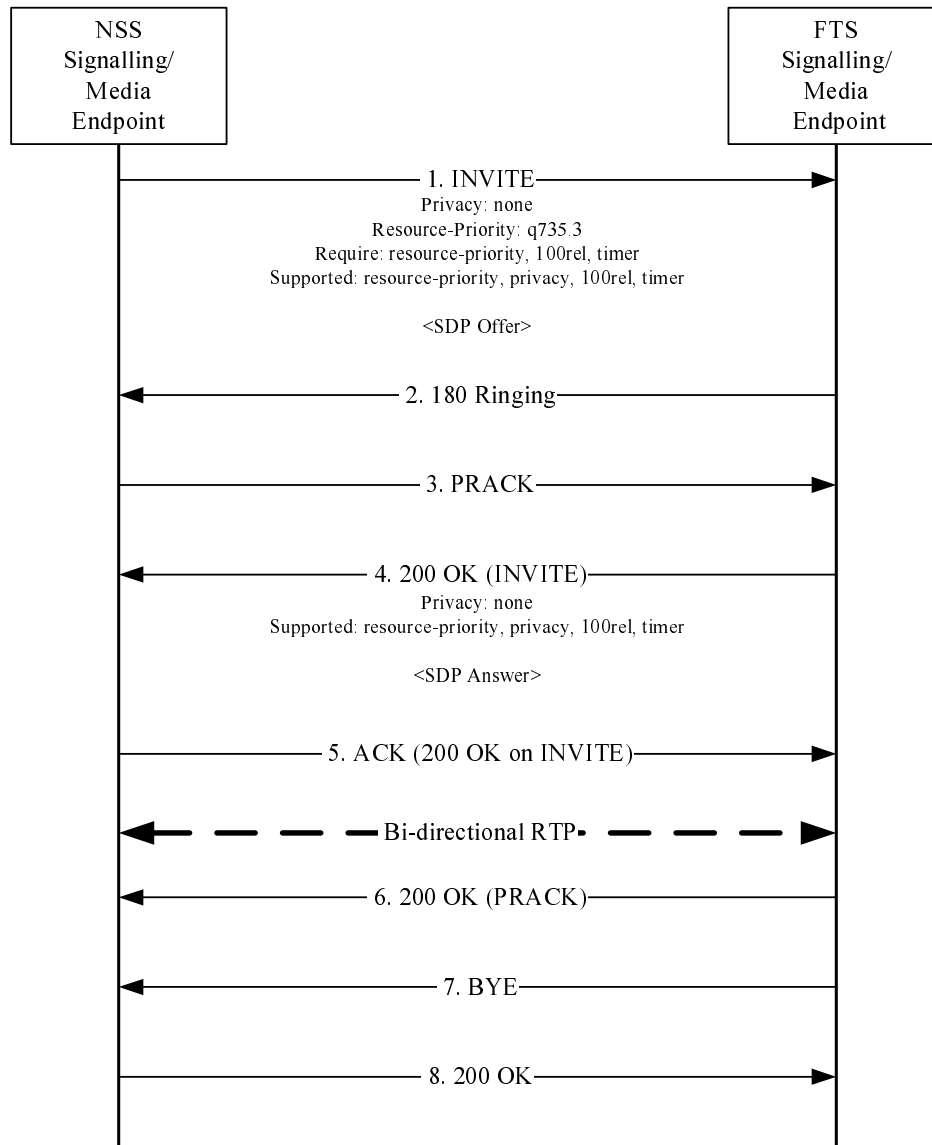 NSS
Signalling/
Media
Endpoint
FTS
Signalling/
Media
Endpoint
1. INVITE
Privacy: none
Resource-Priority: q735.3
Require: resource-priority, 100rel, timer
Supported: resource-priority, privacy, 100rel, timer
<SDP Offer>
2. 180 Ringing
3. PRACK
4. 200 OK (INVITE)
Privacy: none
Supported: resource-priority, privacy, 100rel, timer
<SDP Answer>
5. ACK (200 OK on INVITE)
Bi-directional RTP
6. 200 OK (PRACK)
7. BYE
8. 200 OK